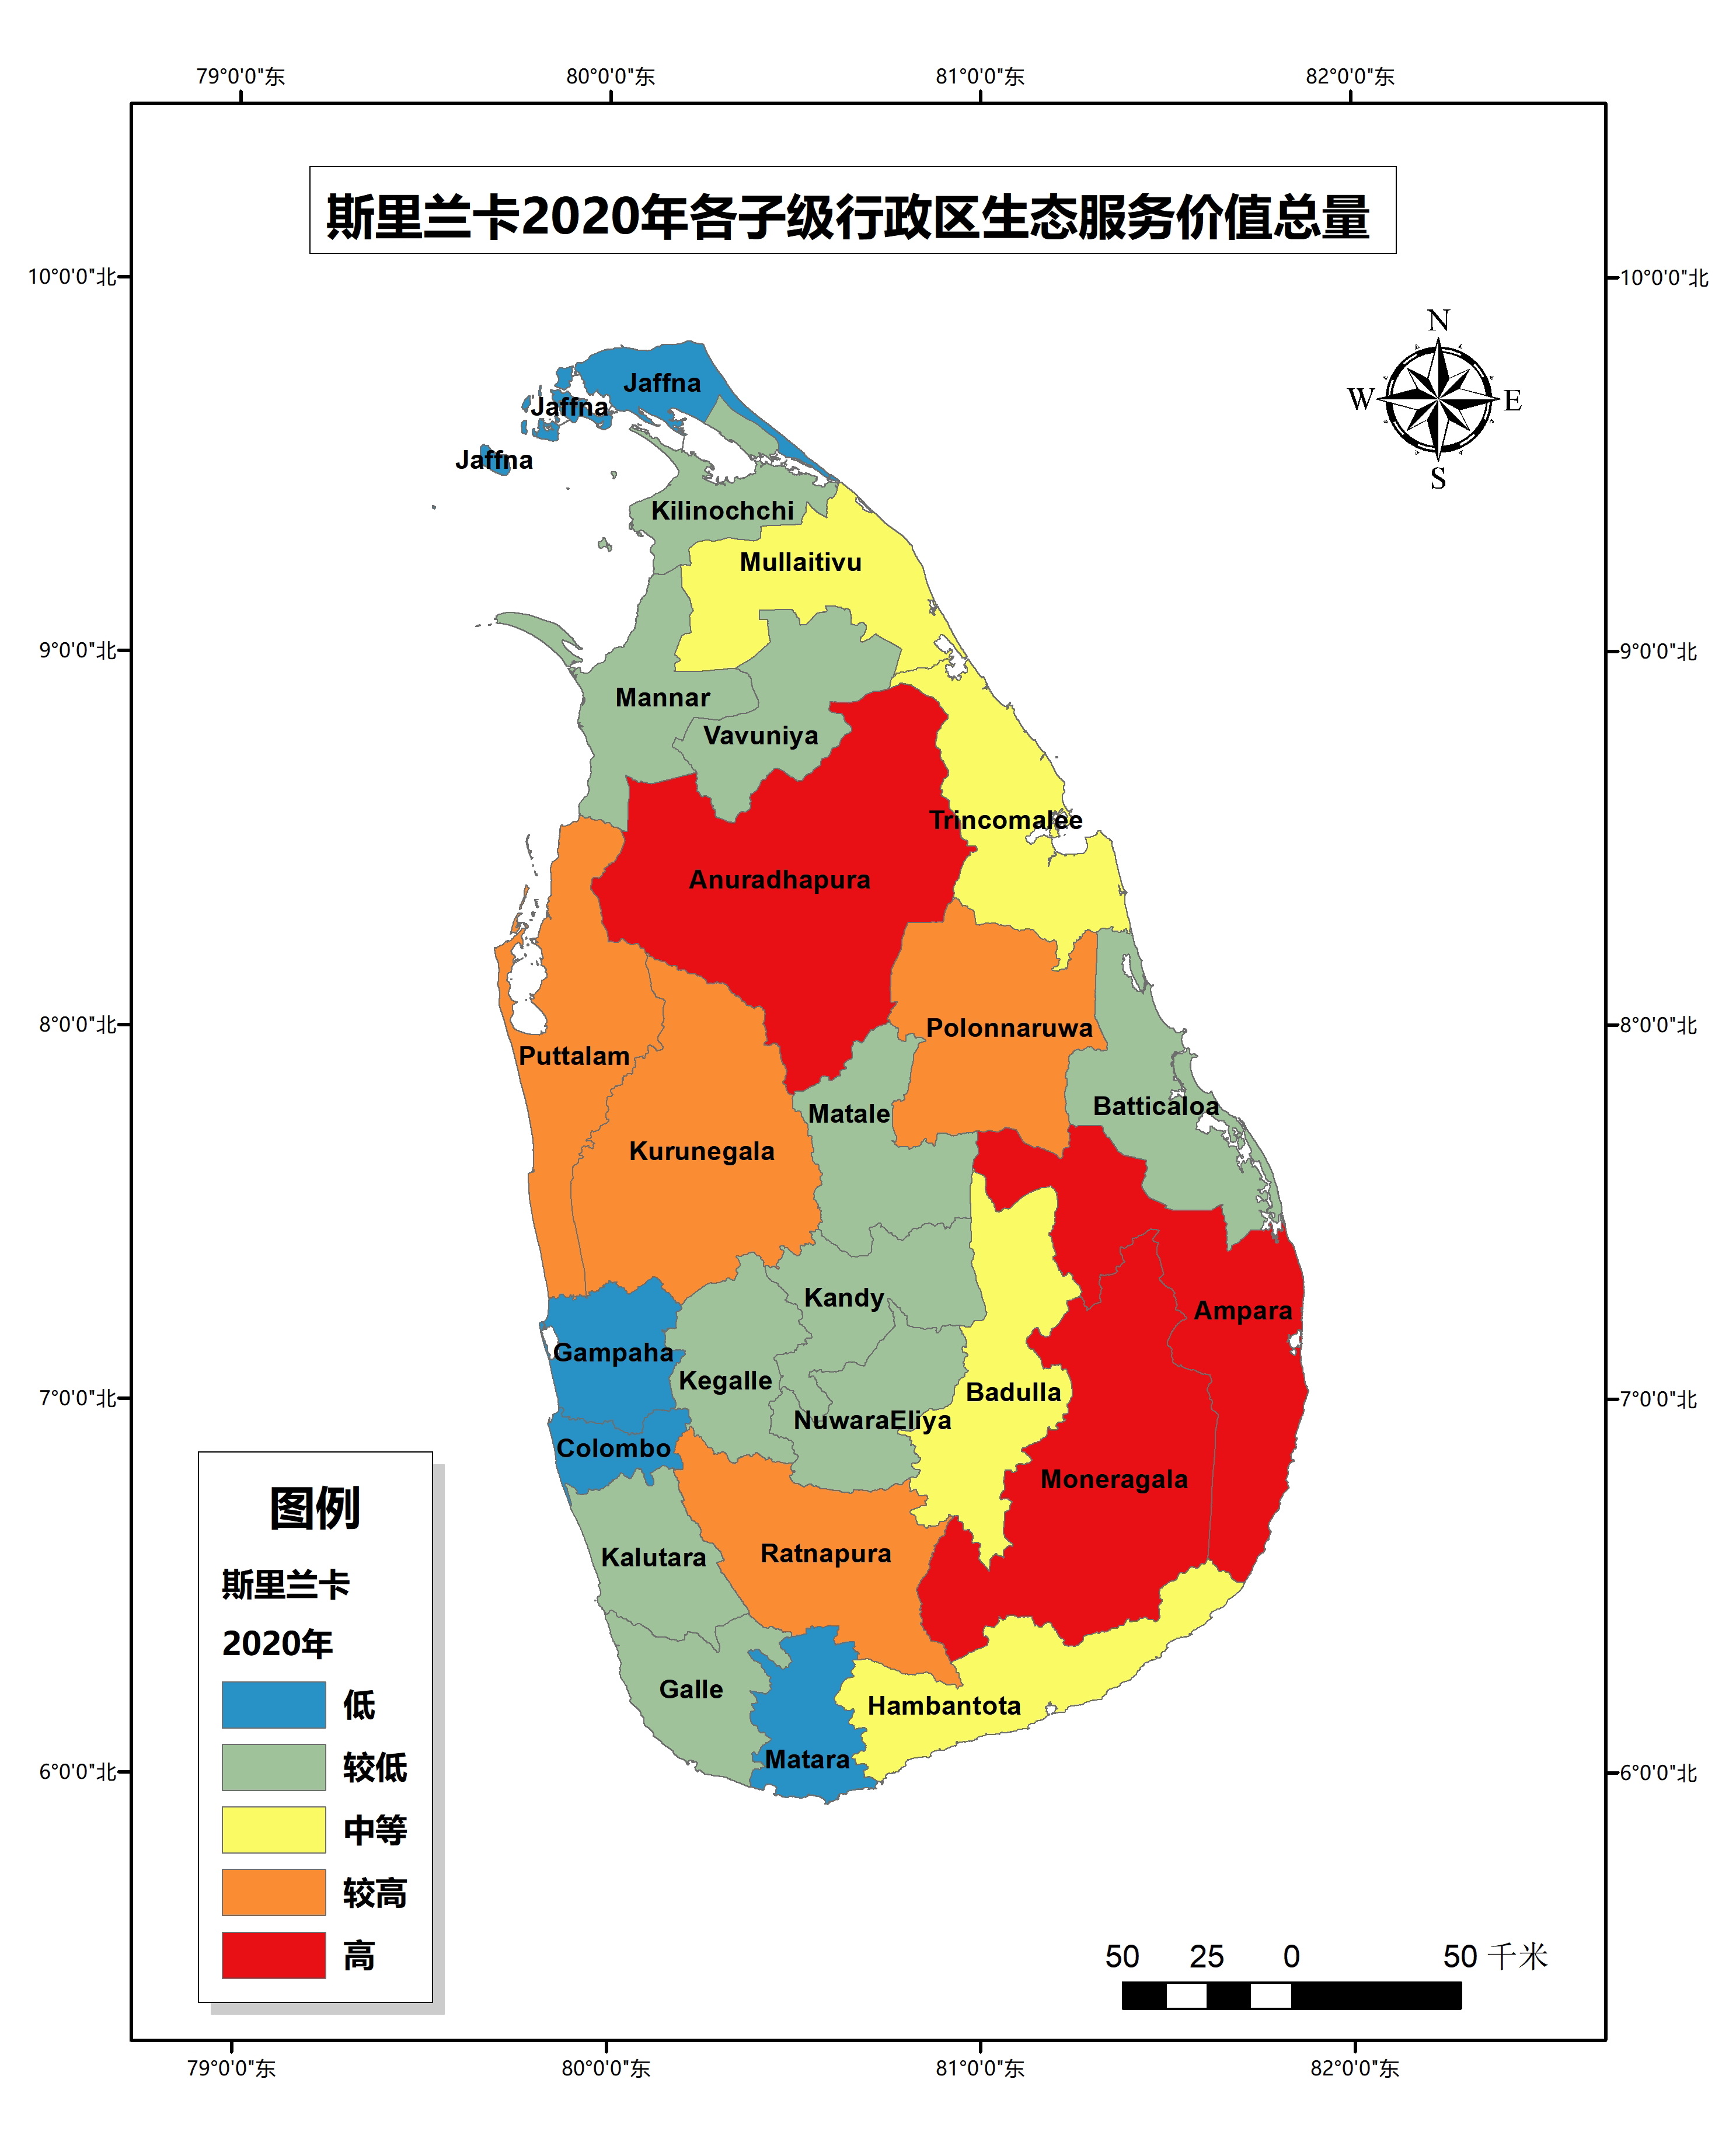 79°0'0"东 80°0'0"东 81°0'0"东 82°0'0"东
斯里兰卡2020年各子级行政区生态服务价值总量
10°0'0"北 10°0'0"北
N
W E
S
Jaffna
Jaffna
Jaffna
Kilinochchi
Mullaitivu
9°0'0"北 9°0'0"北
Mannar
Vavuniya
Trincomalee
Anuradhapura
8°0'0"北 8°0'0"北
Polonnaruwa
Puttalam
Batticaloa
Matale
Kurunegala
Kandy
Ampara
Gampaha
Kegalle
Badulla
7°0'0"北 7°0'0"北
NuwaraEliya
Colombo
Moneragala
Ratnapura
Kalutara
Galle
Hambantota
Matara
6°0'0"北 6°0'0"北
图例
斯里兰卡
2020年
低
较低
中等
较高
高
50 25 0 50 千米
79°0'0"东 80°0'0"东 81°0'0"东 82°0'0"东